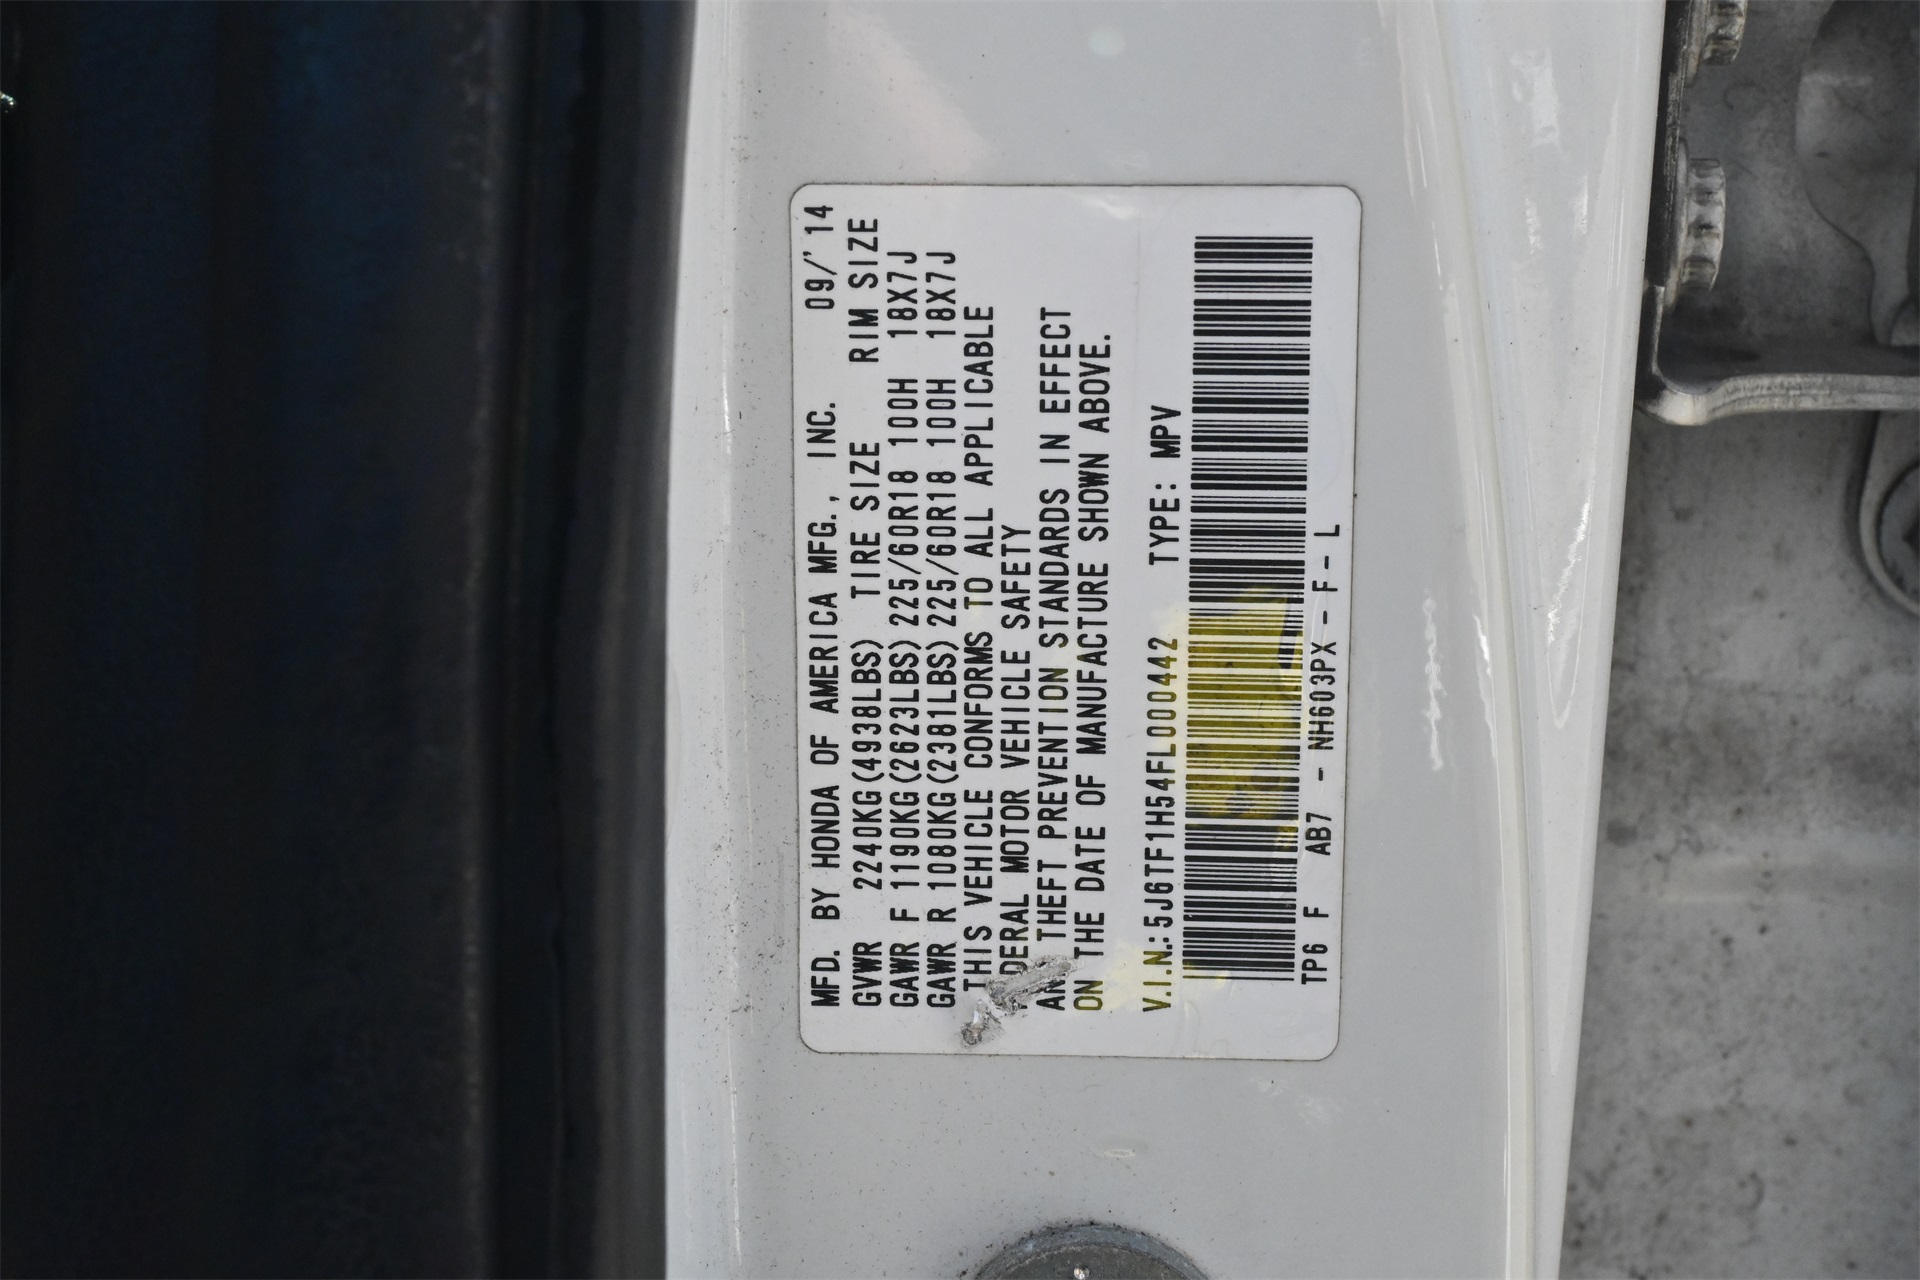 MFD. BY HONDA OF AMERICA MFG., INC. 09/'14
GVWR 2240KG(4938LBS) TIRE SIZE RIM SIZE
GAWR F 1190KG(2623LBS) 225/60R18 100H 18X7J
GAWR R 1080KG(2381LBS) 225/60R18 100H 18X7J
THIS VEHICLE CONFORMS TO ALL APPLICABLE
DERAL MOTOR VEHICLE SAFETY
AN THEFT PREVENTION STANDARDS IN EFFECT
ON THE DATE OF MANUFACTURE SHOWN ABOVE.
V.I.N.:5J6TF1H54FL000442 TYPE: MPV
TP6 F AB7 - NH603PX - F - L